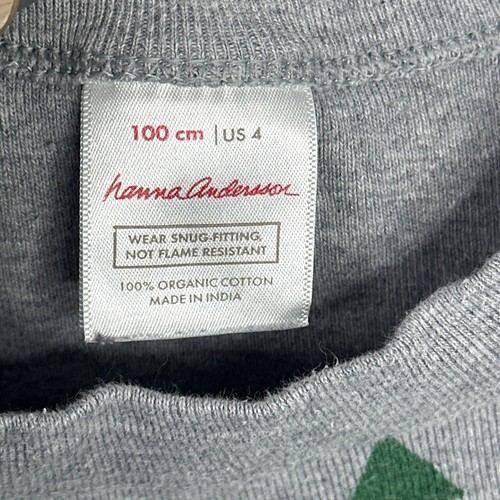 100 cm | US 4
hanna Andersson
WEAR SNUG-FITTING,
NOT FLAME RESISTANT
100% ORGANIC COTTON
MADE IN INDIA